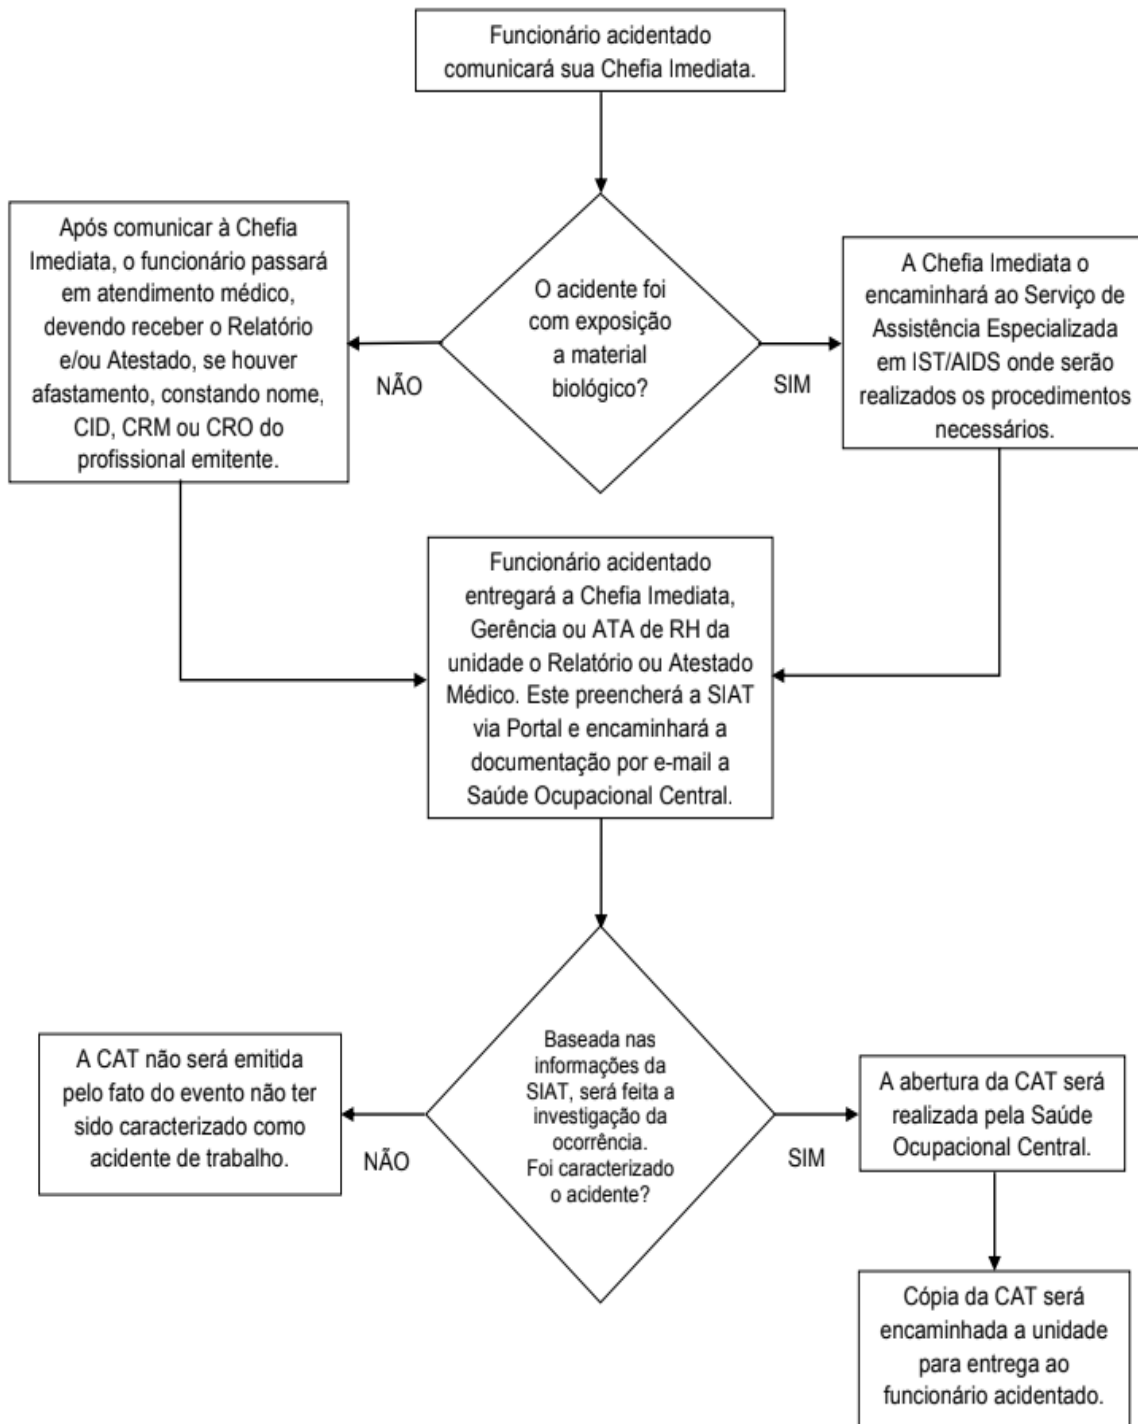 Funcionário acidentado
comunicará sua Chefia Imediata.
Após comunicar à Chefia
Imediata, o funcionário passará
em atendimento médico,
devendo receber o Relatório
e/ou Atestado, se houver
afastamento, constando nome,
CID, CRM ou CRO do
profissional emitente.
O acidente foi
com exposição
a material
biológico?
NÃO
SIM
A Chefia Imediata o
encaminhará ao Serviço de
Assistência Especializada
em IST/AIDS onde serão
realizados os procedimentos
necessários.
Funcionário acidentado
entregará a Chefia Imediata,
Gerência ou ATA de RH da
unidade o Relatório ou Atestado
Médico. Este preencherá a SIAT
via Portal e encaminhará a
documentação por e-mail a
Saúde Ocupacional Central.
Baseada nas
informações da
SIAT, será feita a
investigação da
ocorrência.
Foi caracterizado
o acidente?
NÃO
SIM
A CAT não será emitida
pelo fato do evento não ter
sido caracterizado como
acidente de trabalho.
A abertura da CAT será
realizada pela Saúde
Ocupacional Central.
Cópia da CAT será
encaminhada a unidade
para entrega ao
funcionário acidentado.